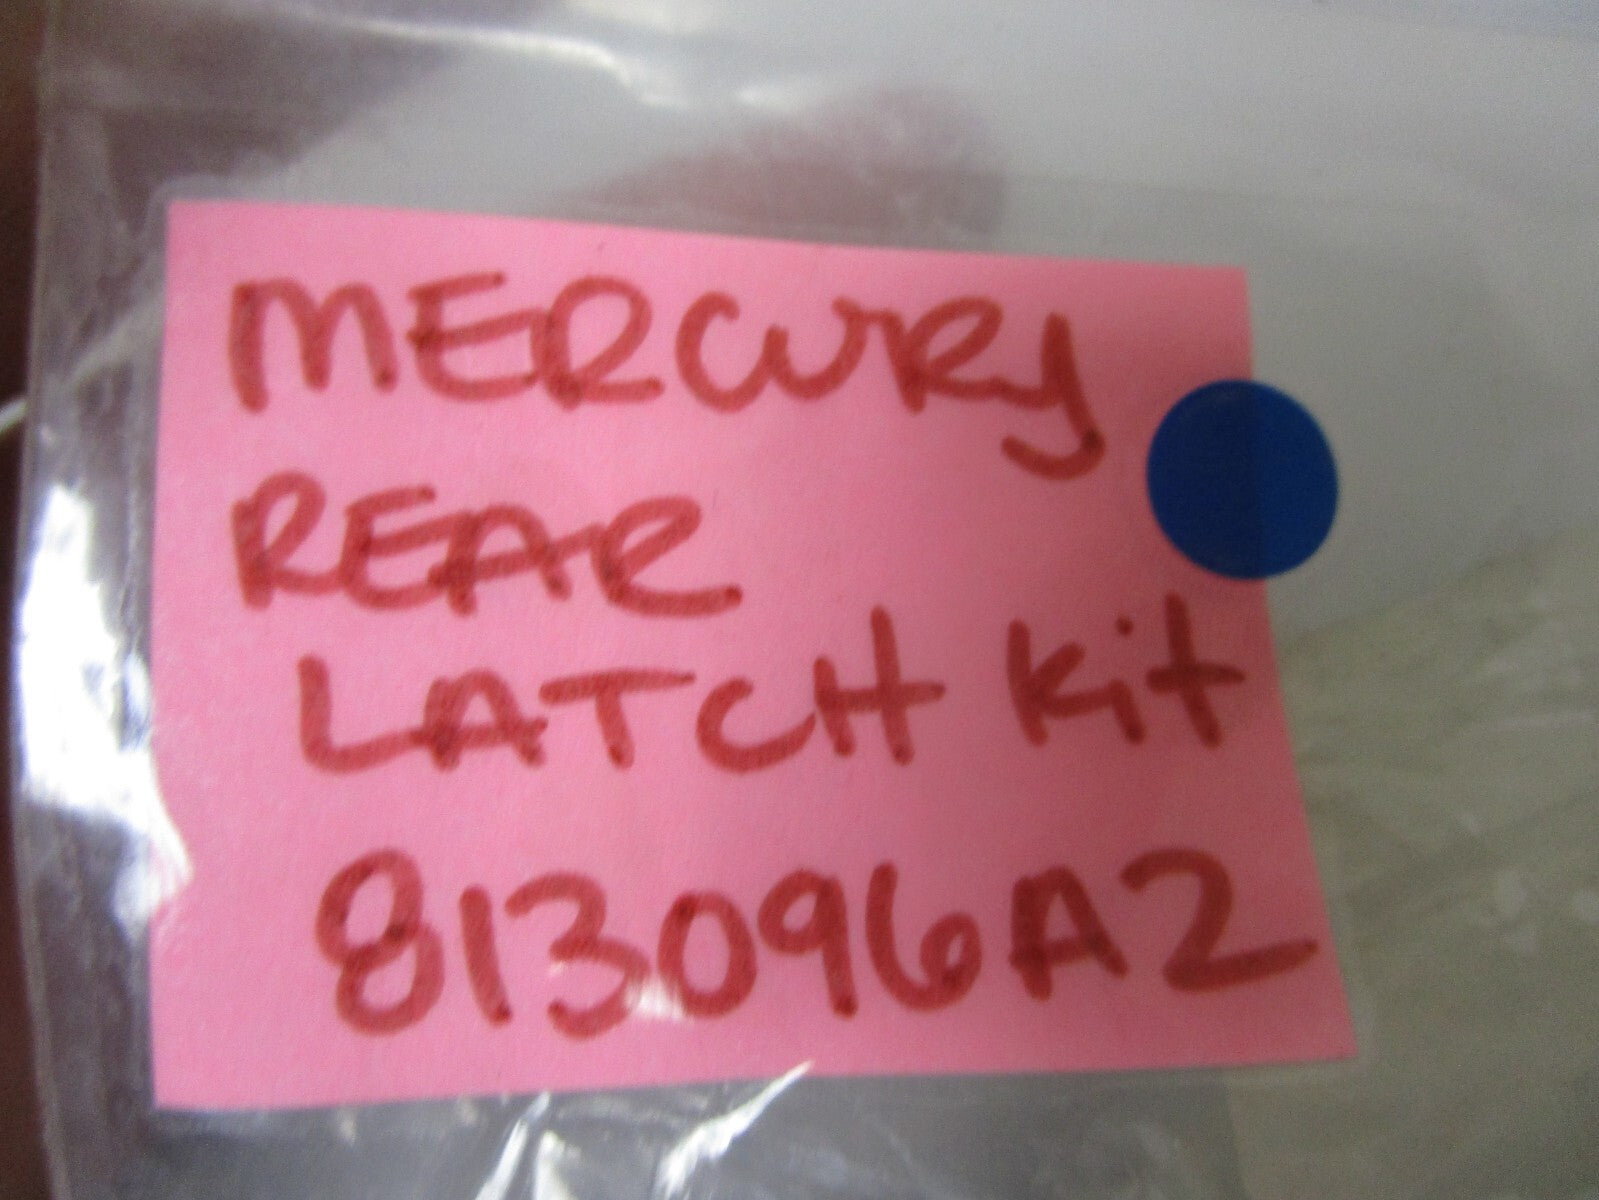 MERCURY
REAR
LATCH Kit
813096A2